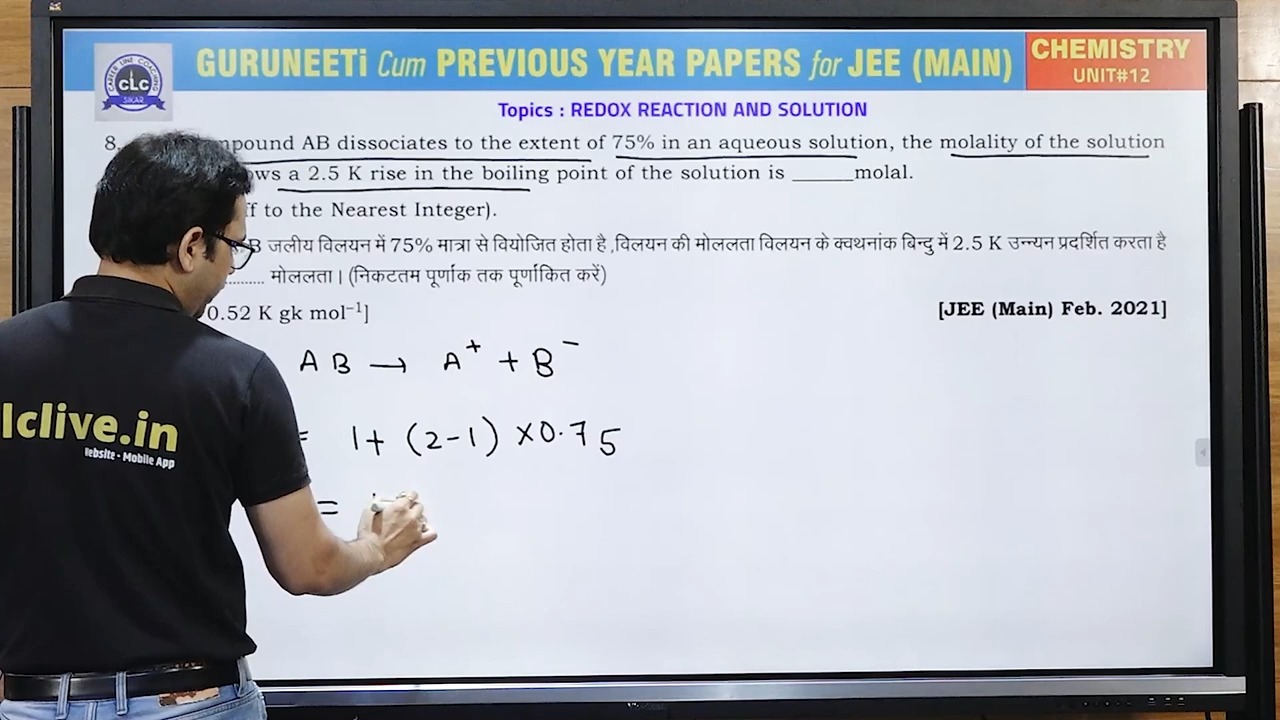 GURUNEETi Cum PREVIOUS YEAR PAPERS for JEE (MAIN)
CHEMISTRY
UNIT#12
CLC
SIKAR
Topics : REDOX REACTION AND SOLUTION
8. mpound AB dissociates to the extent of 75% in an aqueous solution, the molality of the solution
ws a 2.5 K rise in the boiling point of the solution is ______molal.
ff to the Nearest Integer).
B जलीय विलयन में 75% मात्रा से वियोजित होता है ,विलयन की मोललता विलयन के क्वथनांक बिन्दु में 2.5 K उन्न्यन प्रदर्शित करता है
.......... मोललता। (निकटतम पूर्णांक तक पूर्णांकित करें)
0.52 K gk mol⁻¹]
[JEE (Main) Feb. 2021]
AB → A⁺ + B⁻
= 1+ (2-1) ×0.75
=
lclive.in
Website - Mobile App